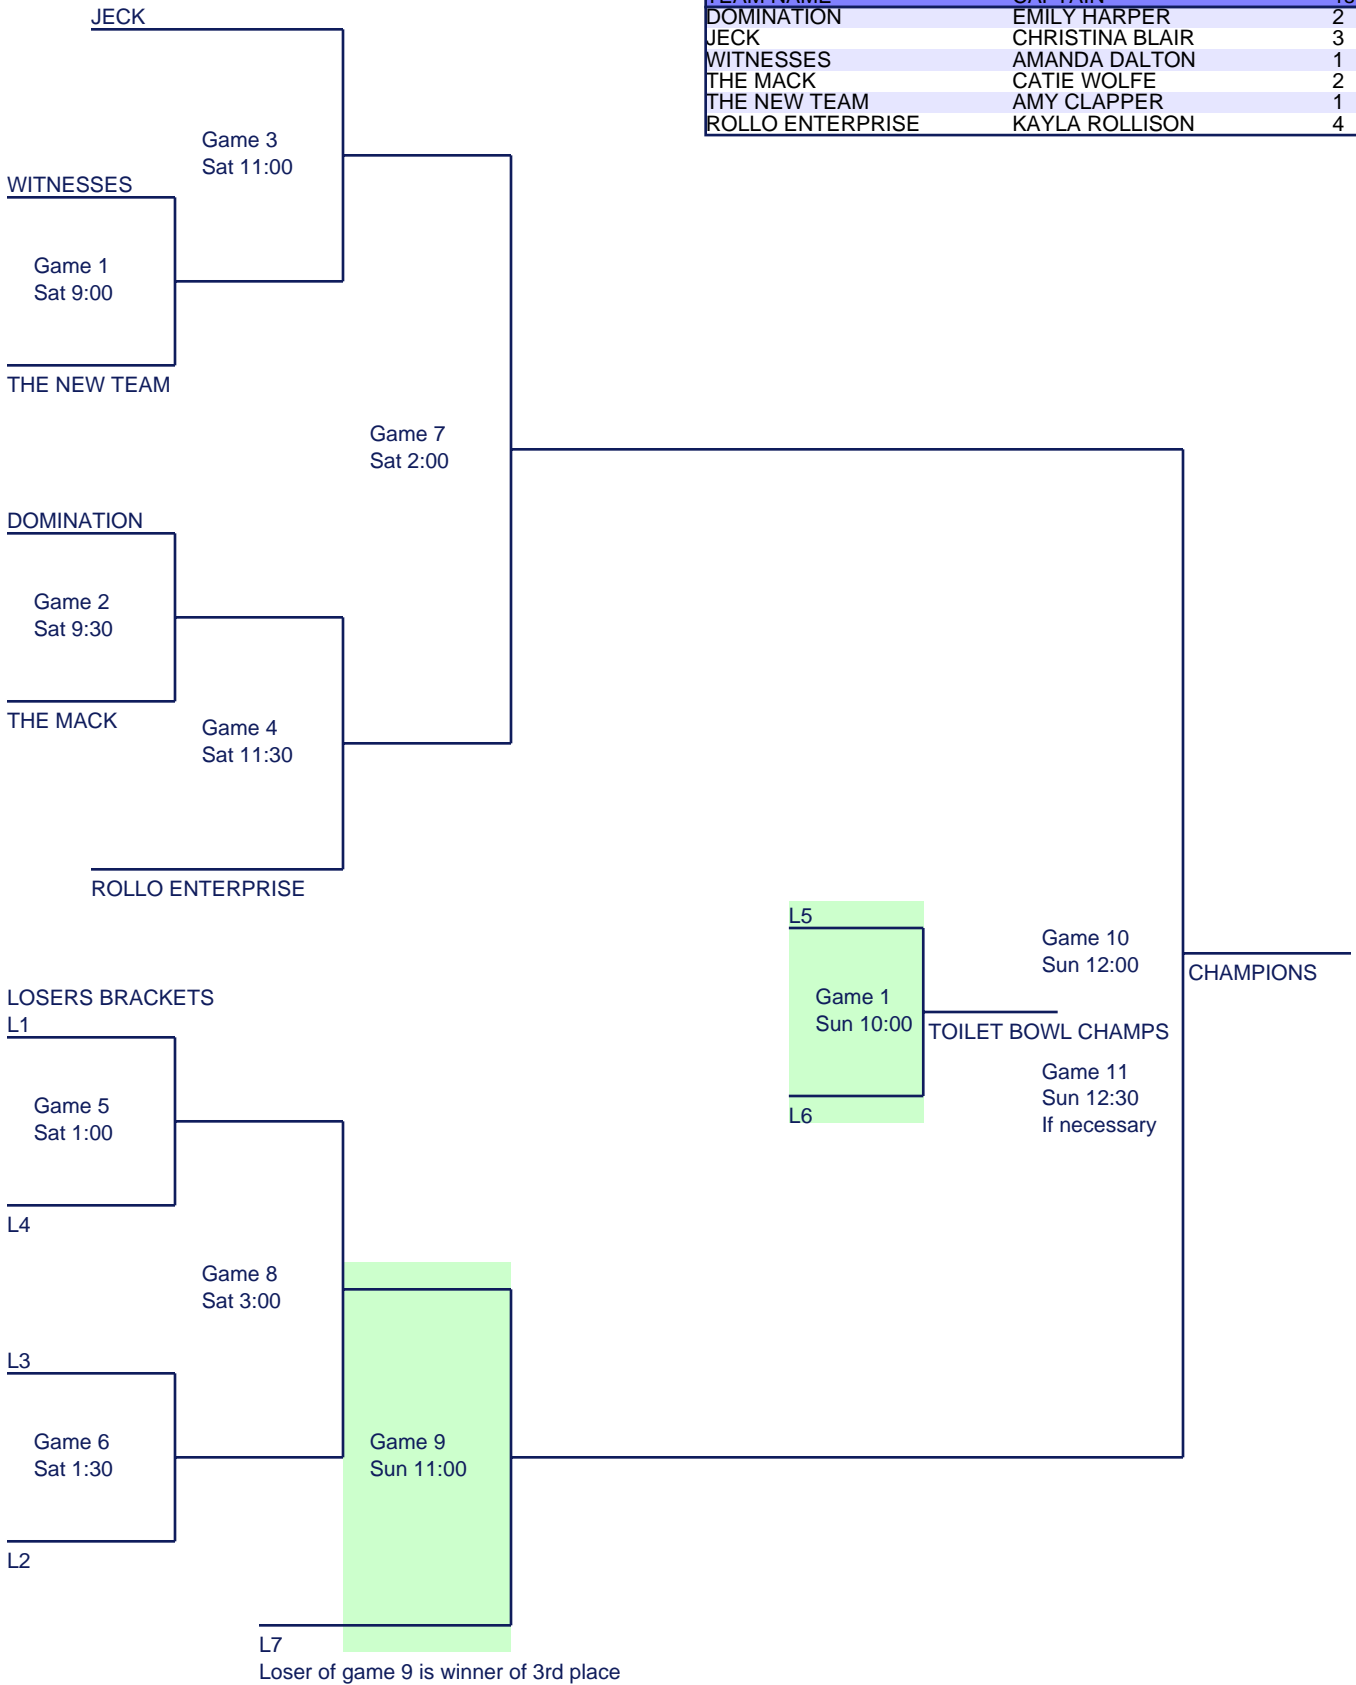 JECK
DOMINATION EMILY HARPER 2
JECK CHRISTINA BLAIR 3
WITNESSES AMANDA DALTON 1
THE MACK CATIE WOLFE 2
THE NEW TEAM AMY CLAPPER 1
ROLLO ENTERPRISE KAYLA ROLLISON 4
Game 3
Sat 11:00
WITNESSES
Game 1
Sat 9:00
THE NEW TEAM
Game 7
Sat 2:00
DOMINATION
Game 2
Sat 9:30
THE MACK
Game 4
Sat 11:30
ROLLO ENTERPRISE
L5
Game 10
Sun 12:00
CHAMPIONS
Game 1
Sun 10:00
TOILET BOWL CHAMPS
Game 11
Sun 12:30
If necessary
L6
LOSERS BRACKETS
L1
Game 5
Sat 1:00
L4
Game 8
Sat 3:00
L3
Game 6
Sat 1:30
Game 9
Sun 11:00
L2
L7
Loser of game 9 is winner of 3rd place